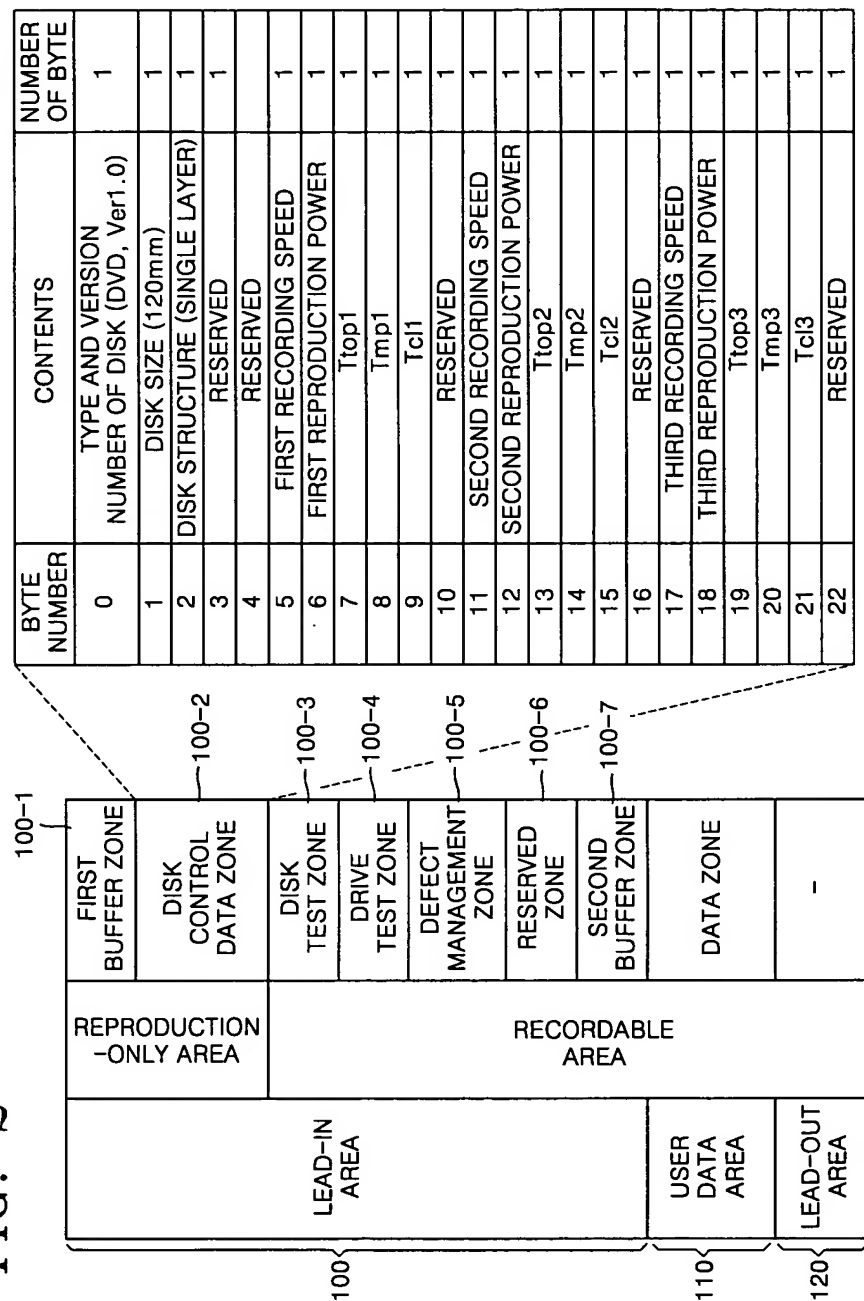 FIG.
100-1
FIRST
BUFFER ZONE
DISK
CONTROL
DATA ZONE
100-2
DISK
TEST ZONE
100-3
DRIVE
TEST ZONE
100-4
DEFECT
MANAGEMENT
ZONE
100-5
RESERVED
ZONE
100-6
SECOND
BUFFER ZONE
100-7
DATA ZONE
-
REPRODUCTION
-ONLY AREA
RECORDABLE
AREA
LEAD-IN
AREA
USER
DATA
AREA
LEAD-OUT
AREA
100
110
120
BYTE
NUMBER
CONTENTS
NUMBER
OF BYTE
0 TYPE AND VERSION
NUMBER OF DISK (DVD, Ver1.0) 1
1 DISK SIZE (120mm) 1
2 DISK STRUCTURE (SINGLE LAYER) 1
3 RESERVED 1
4 RESERVED
5 FIRST RECORDING SPEED 1
6 FIRST REPRODUCTION POWER 1
7 Ttop1 1
8 Tmp1 1
9 Tcl1 1
10 RESERVED 1
11 SECOND RECORDING SPEED 1
12 SECOND REPRODUCTION POWER 1
13 Ttop2 1
14 Tmp2 1
15 Tcl2 1
16 RESERVED 1
17 THIRD RECORDING SPEED 1
18 THIRD REPRODUCTION POWER 1
19 Ttop3 1
20 Tmp3 1
21 Tcl3 1
22 RESERVED 1